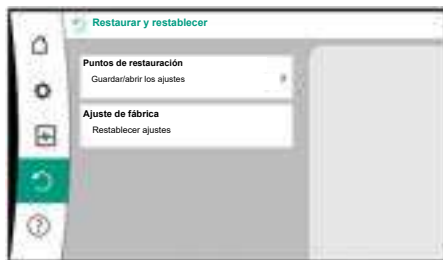 Restaurar y restablecer
Puntos de restauración
Guardar/abrir los ajustes
Ajuste de fábrica
Restablecer ajustes